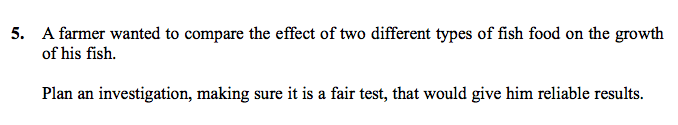 5. A farmer wanted to compare the effect of two different types of fish food on the growth
of his fish.
Plan an investigation, making sure it is a fair test, that would give him reliable results.